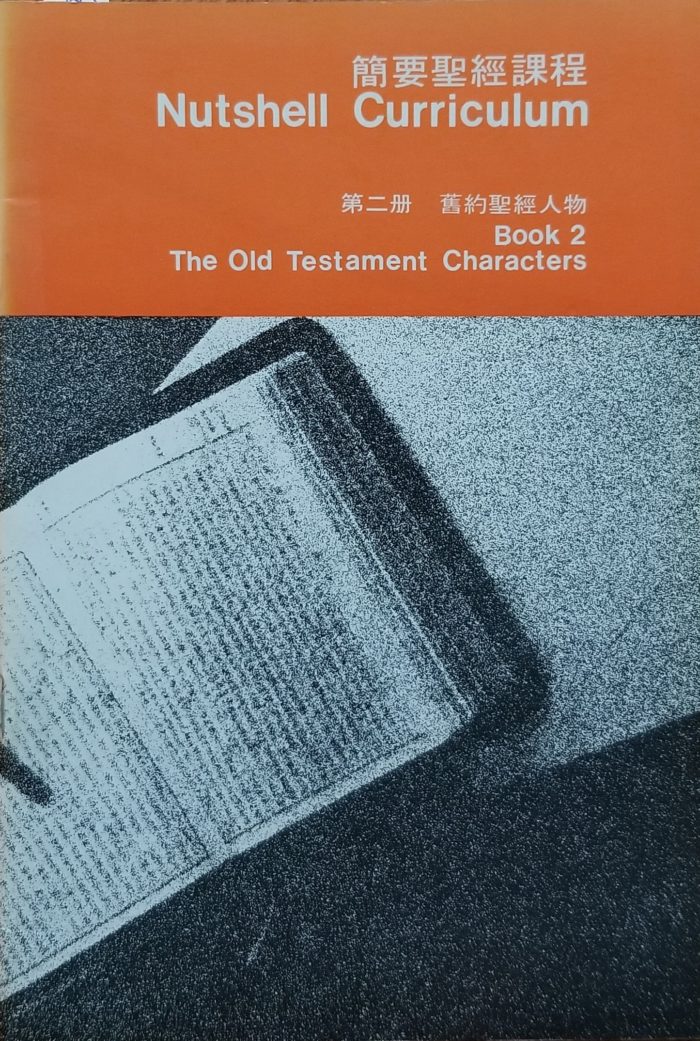 簡要聖經課程
Nutshell Curriculum
第二册 舊約聖經人物
Book 2
The Old Testament Characters